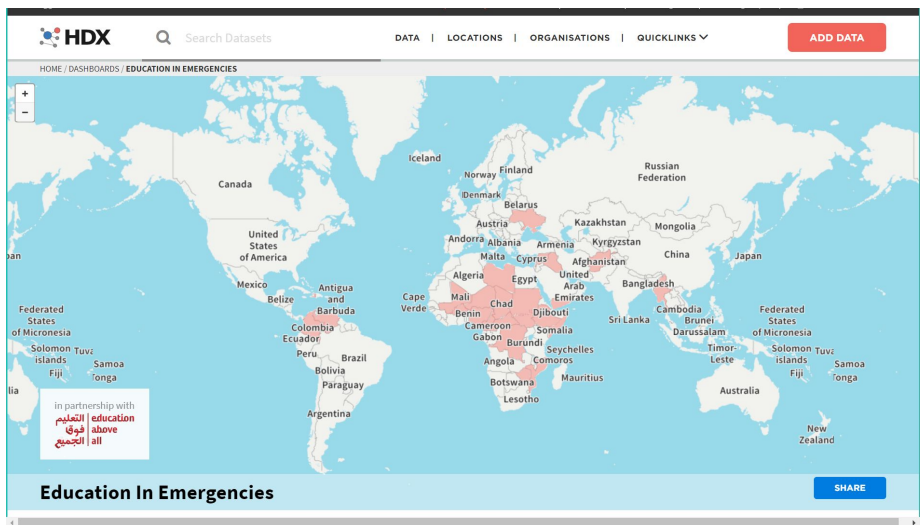 HDX
Search Datasets
DATA | LOCATIONS | ORGANISATIONS | QUICKLINKS
ADD DATA
HOME / DASHBOARDS / EDUCATION IN EMERGENCIES
+
−
Iceland
Norway
Finland
Russian
Federation
Canada
Denmark
Belarus
United
States
of America
Austria
Kazakhstan
Mongolia
Andorra
Albania
Armenia
Kyrgyzstan
Malta
Cyprus
Afghanistan
China
Japan
Algeria
Egypt
United
Arab
Emirates
Bangladesh
Mexico
Belize
Antigua
and
Barbuda
Cape
Verde
Mali
Chad
Benin
Djibouti
Cameroon
Somalia
Sri Lanka
Cambodia
Brunei
Darussalam
Federated
States
of Micronesia
Federated
States
of Micronesia
Colombia
Ecuador
Gabon
Burundi
Seychelles
Comoros
Solomon
islands
Tuva
Samoa
Fiji
Tonga
Peru
Brazil
Bolivia
Paraguay
Angola
Mauritius
Timor-
Leste
Solomon
islands
Tuva
Samoa
Fiji
Tonga
Botswana
Lesotho
Australia
Argentina
New
Zealand
in partnership with
التعليم | education
فوق | above
الجميع | all
Education In Emergencies
SHARE